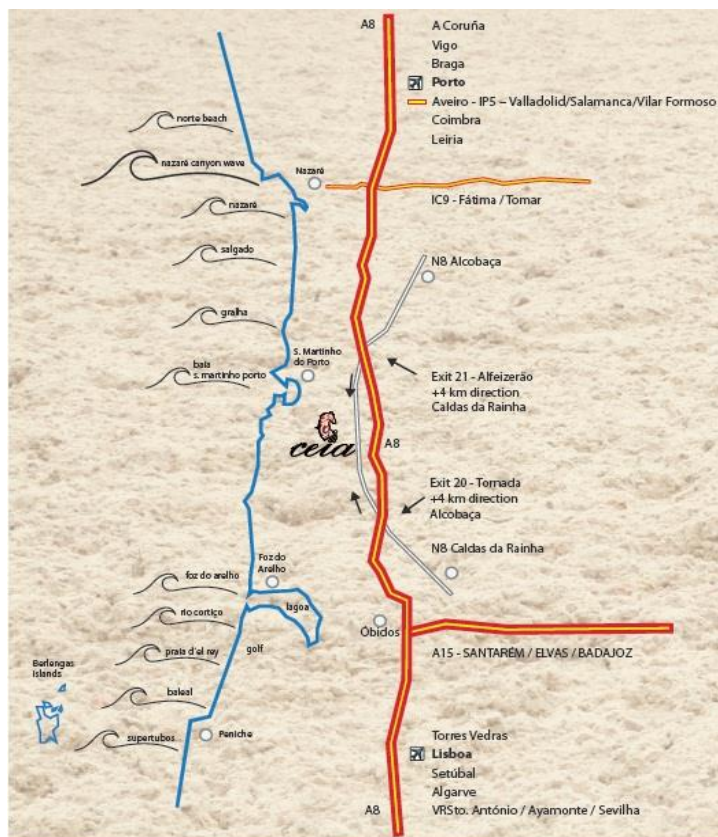 A8
A Coruña
Vigo
Braga
Porto
Aveiro - IP5 – Valladolid/Salamanca/Vilar Formoso
Coimbra
Leiria
norte beach
nazaré canyon wave
Nazaré
nazaré
IC9 - Fátima / Tomar
salgado
N8 Alcobaça
gralha
S. Martinho
do Porto
baía
s. martinho porto
Exit 21 - Alfeizerão
+4 km direction
Caldas da Rainha
ceia
A8
Exit 20 - Tornada
+4 km direction
Alcobaça
N8 Caldas da Rainha
Foz do
Arelho
foz do arelho
lagoa
rio cortiço
Óbidos
golf
praia d'el rey
A15 - SANTARÉM / ELVAS / BADAJOZ
Berlengas
islands
baleal
Peniche
supertubos
Torres Vedras
Lisboa
Setúbal
Algarve
A8
VRSto. António / Ayamonte / Sevilha